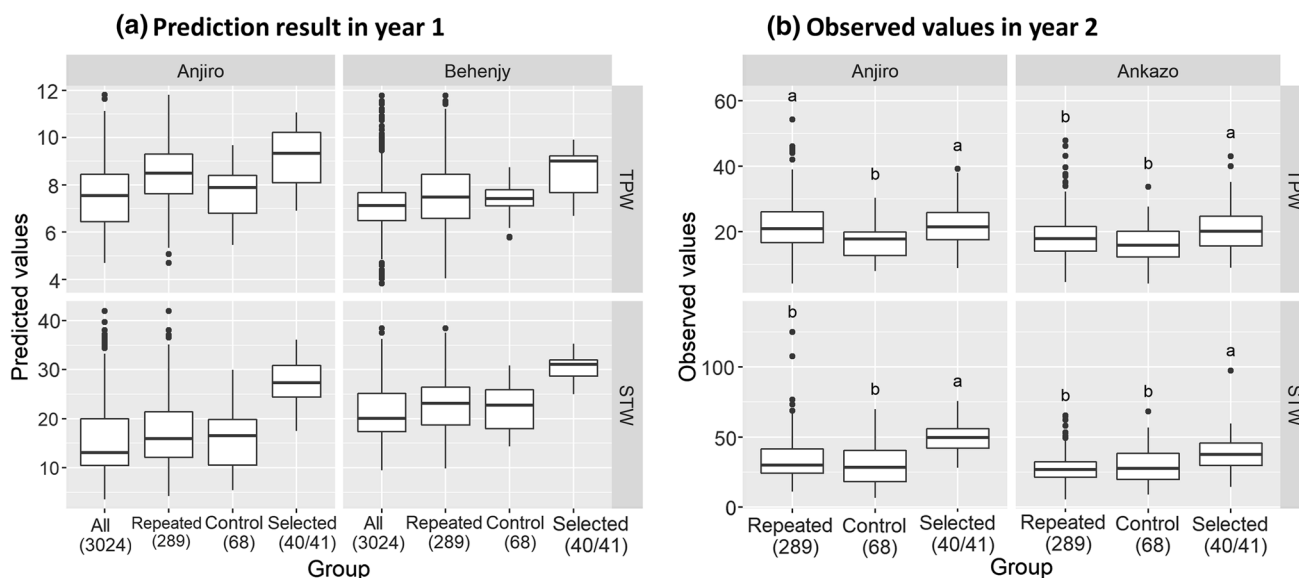 (a) Prediction result in year 1
Anjiro
Behenjy
12
10
8
6
4
TPW
40
30
20
10
STW
Predicted values
All
(3024)
Repeated
(289)
Control
(68)
Selected
(40/41)
All
(3024)
Repeated
(289)
Control
(68)
Selected
(40/41)
Group
(b) Observed values in year 2
Anjiro
Ankazo
60
40
20
a
b
a
b
b
a
TPW
100
50
0
b
b
a
b
b
a
STW
Observed values
Repeated
(289)
Control
(68)
Selected
(40/41)
Repeated
(289)
Control
(68)
Selected
(40/41)
Group